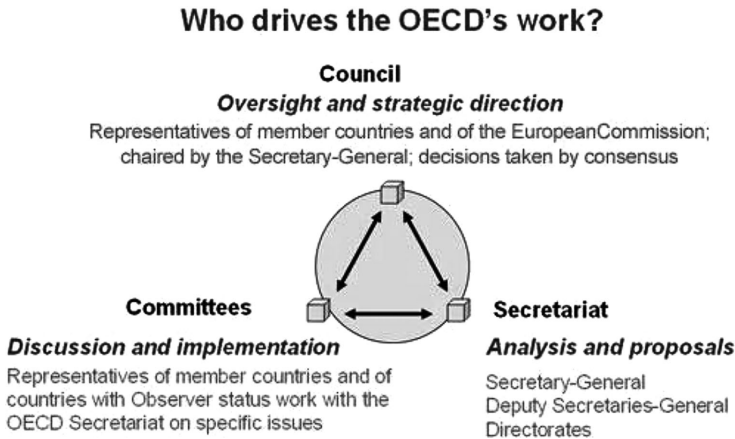 Who drives the OECD's work?
Council
Oversight and strategic direction
Representatives of member countries and of the EuropeanCommission;
chaired by the Secretary-General; decisions taken by consensus
Committees
Discussion and implementation
Representatives of member countries and of
countries with Observer status work with the
OECD Secretariat on specific issues
Secretariat
Analysis and proposals
Secretary-General
Deputy Secretaries-General
Directorates